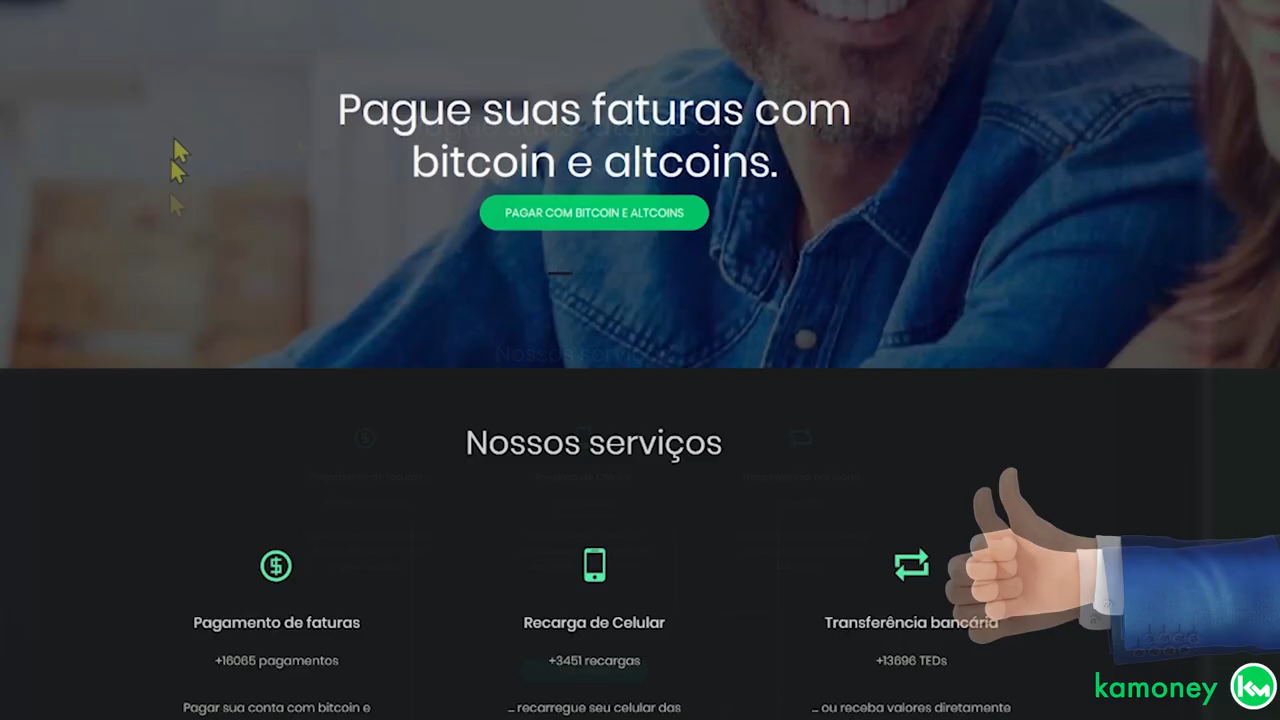 Pague suas faturas com
bitcoin e altcoins.
PAGAR COM BITCOIN E ALTCOINS
Nossos serviços
Pagamento de faturas
+16065 pagamentos
Pagar sua conta com bitcoin e
Recarga de Celular
+3451 recargas
... recarregue seu celular das
Transferência bancária
+13696 TEDs
... ou receba valores diretamente
kamoney
km